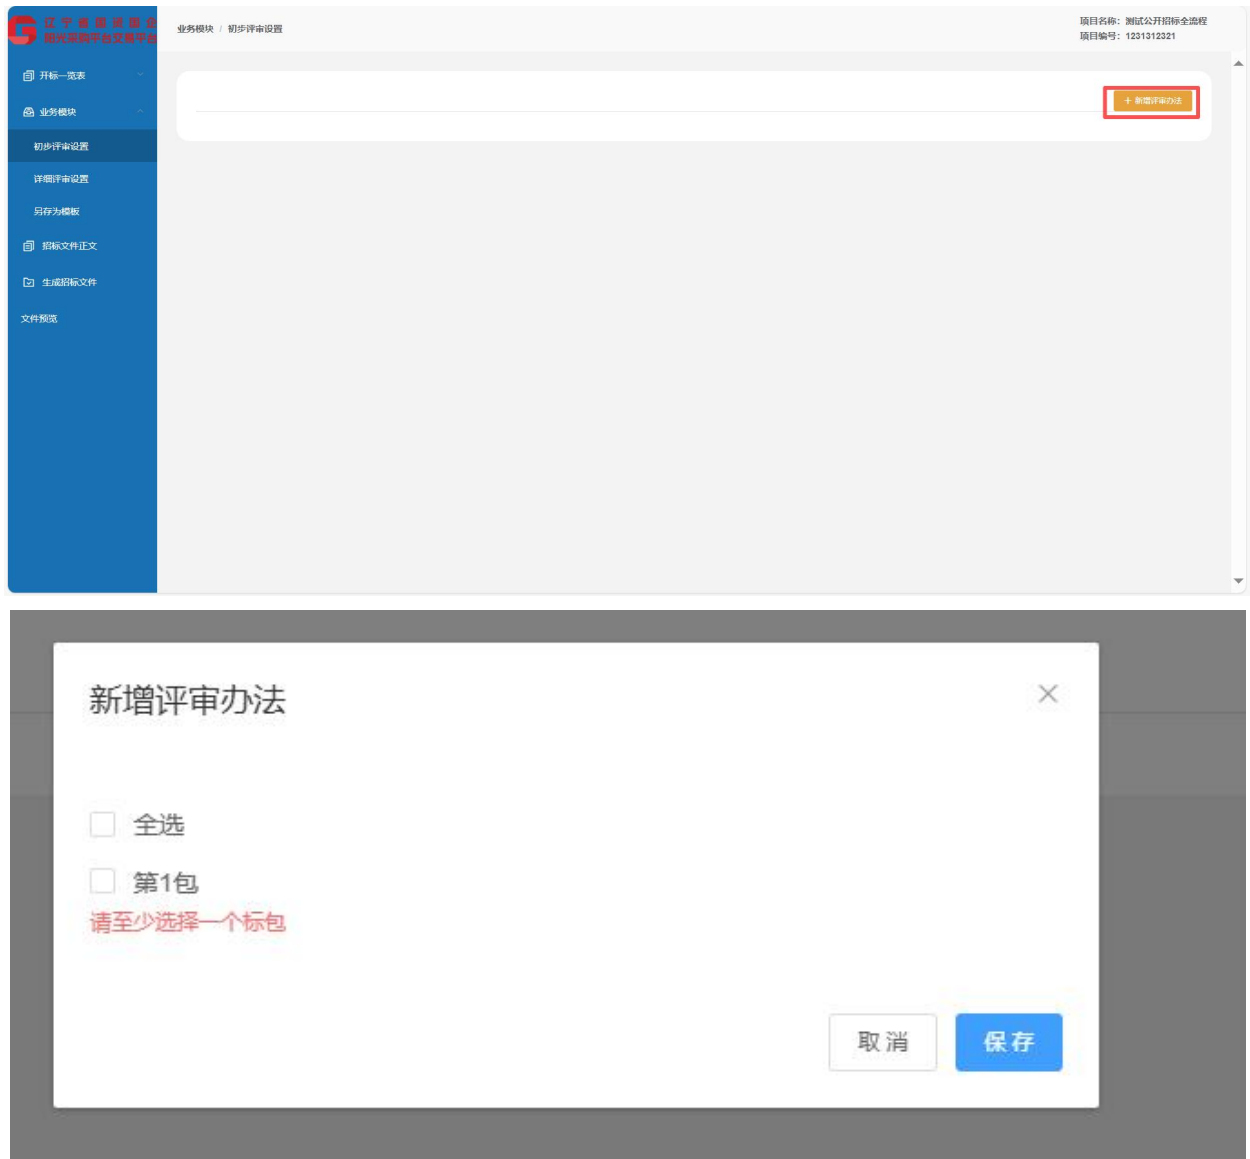 辽宁省国资国企
阳光采购平台交易平台
业务模块 / 初步评审设置
项目名称：测试公开招标全流程
项目编号：1231312321
开标一览表
业务模块
初步评审设置
详细评审设置
另存为模板
招标文件正文
生成招标文件
文件预览
+ 新增评审办法
新增评审办法
全选
第1包
请至少选择一个标包
取消
保存